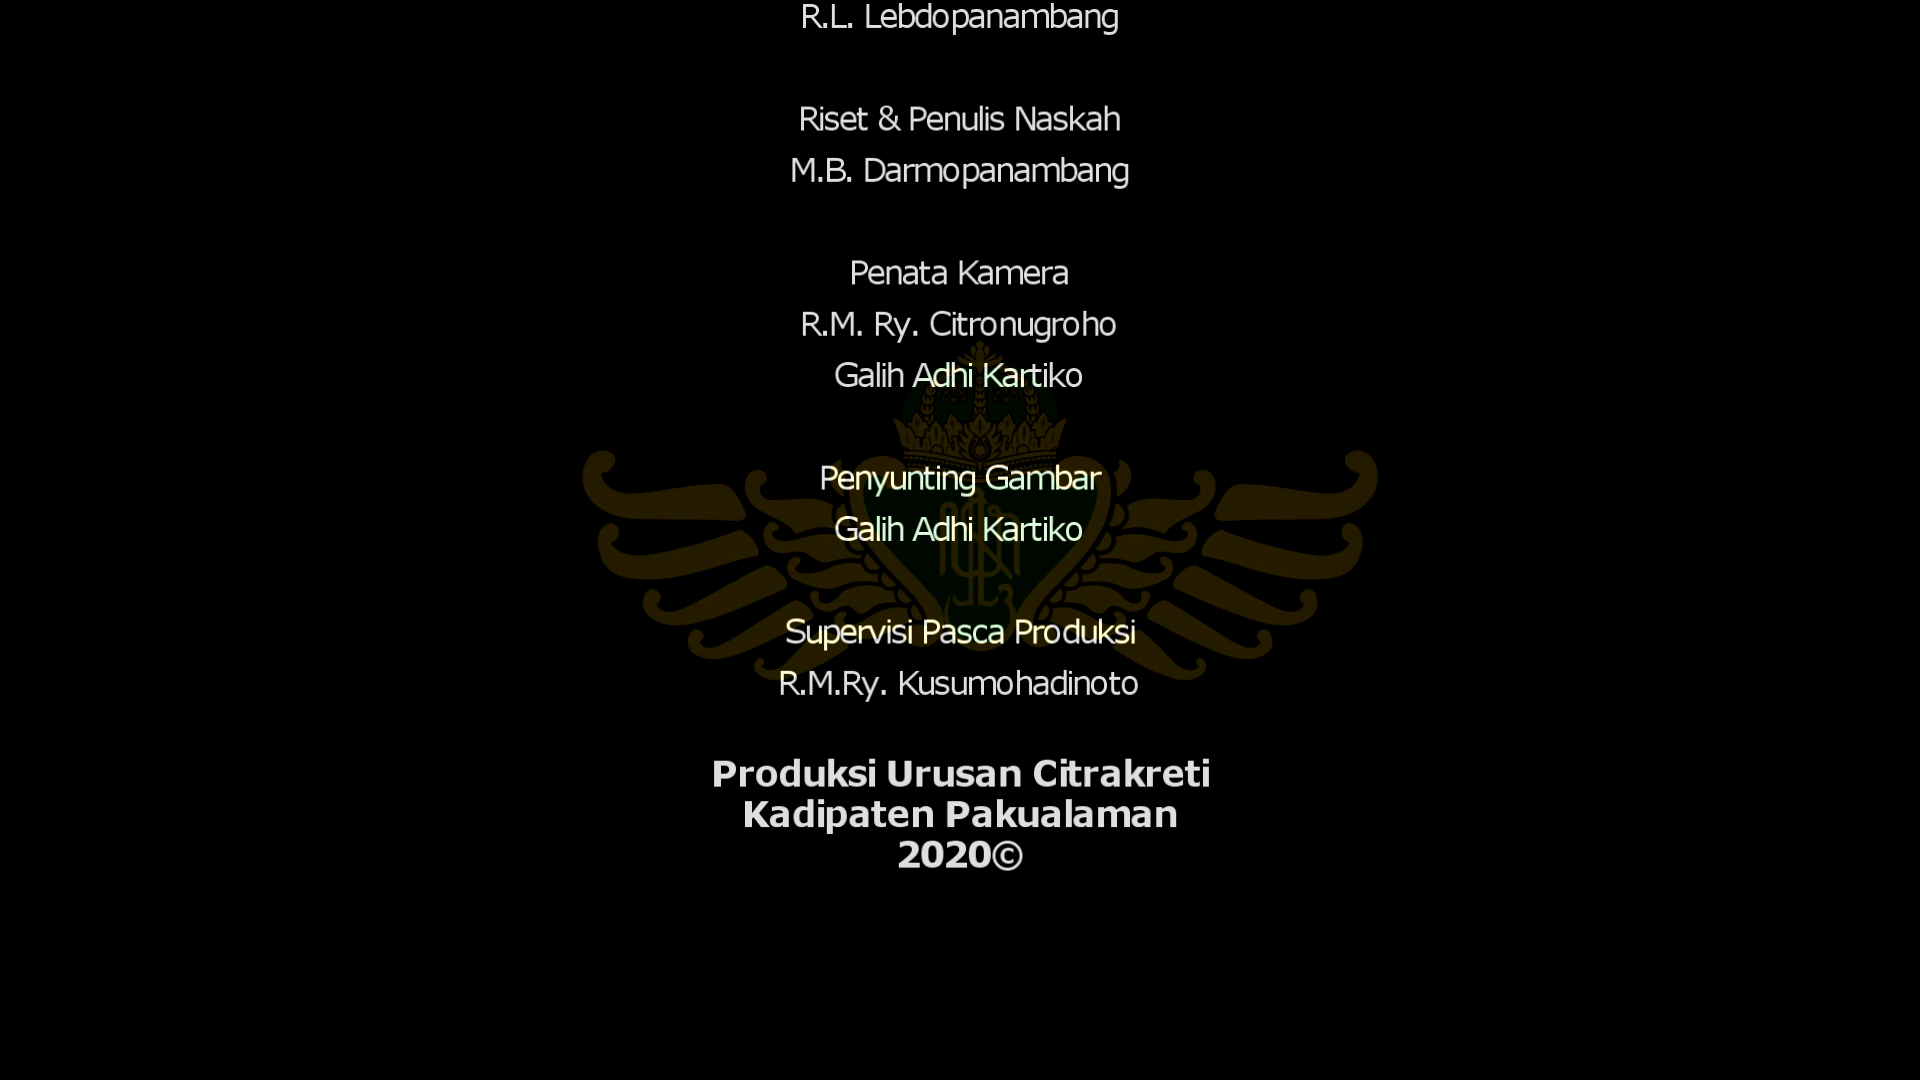 R.L. Lebdopanambang
Riset & Penulis Naskah
M.B. Darmopanambang
Penata Kamera
R.M. Ry. Citronugroho
Galih Adhi Kartiko
Penyunting Gambar
Galih Adhi Kartiko
Supervisi Pasca Produksi
R.M.Ry. Kusumohadinoto
Produksi Urusan Citrakreti
Kadipaten Pakualaman
2020©